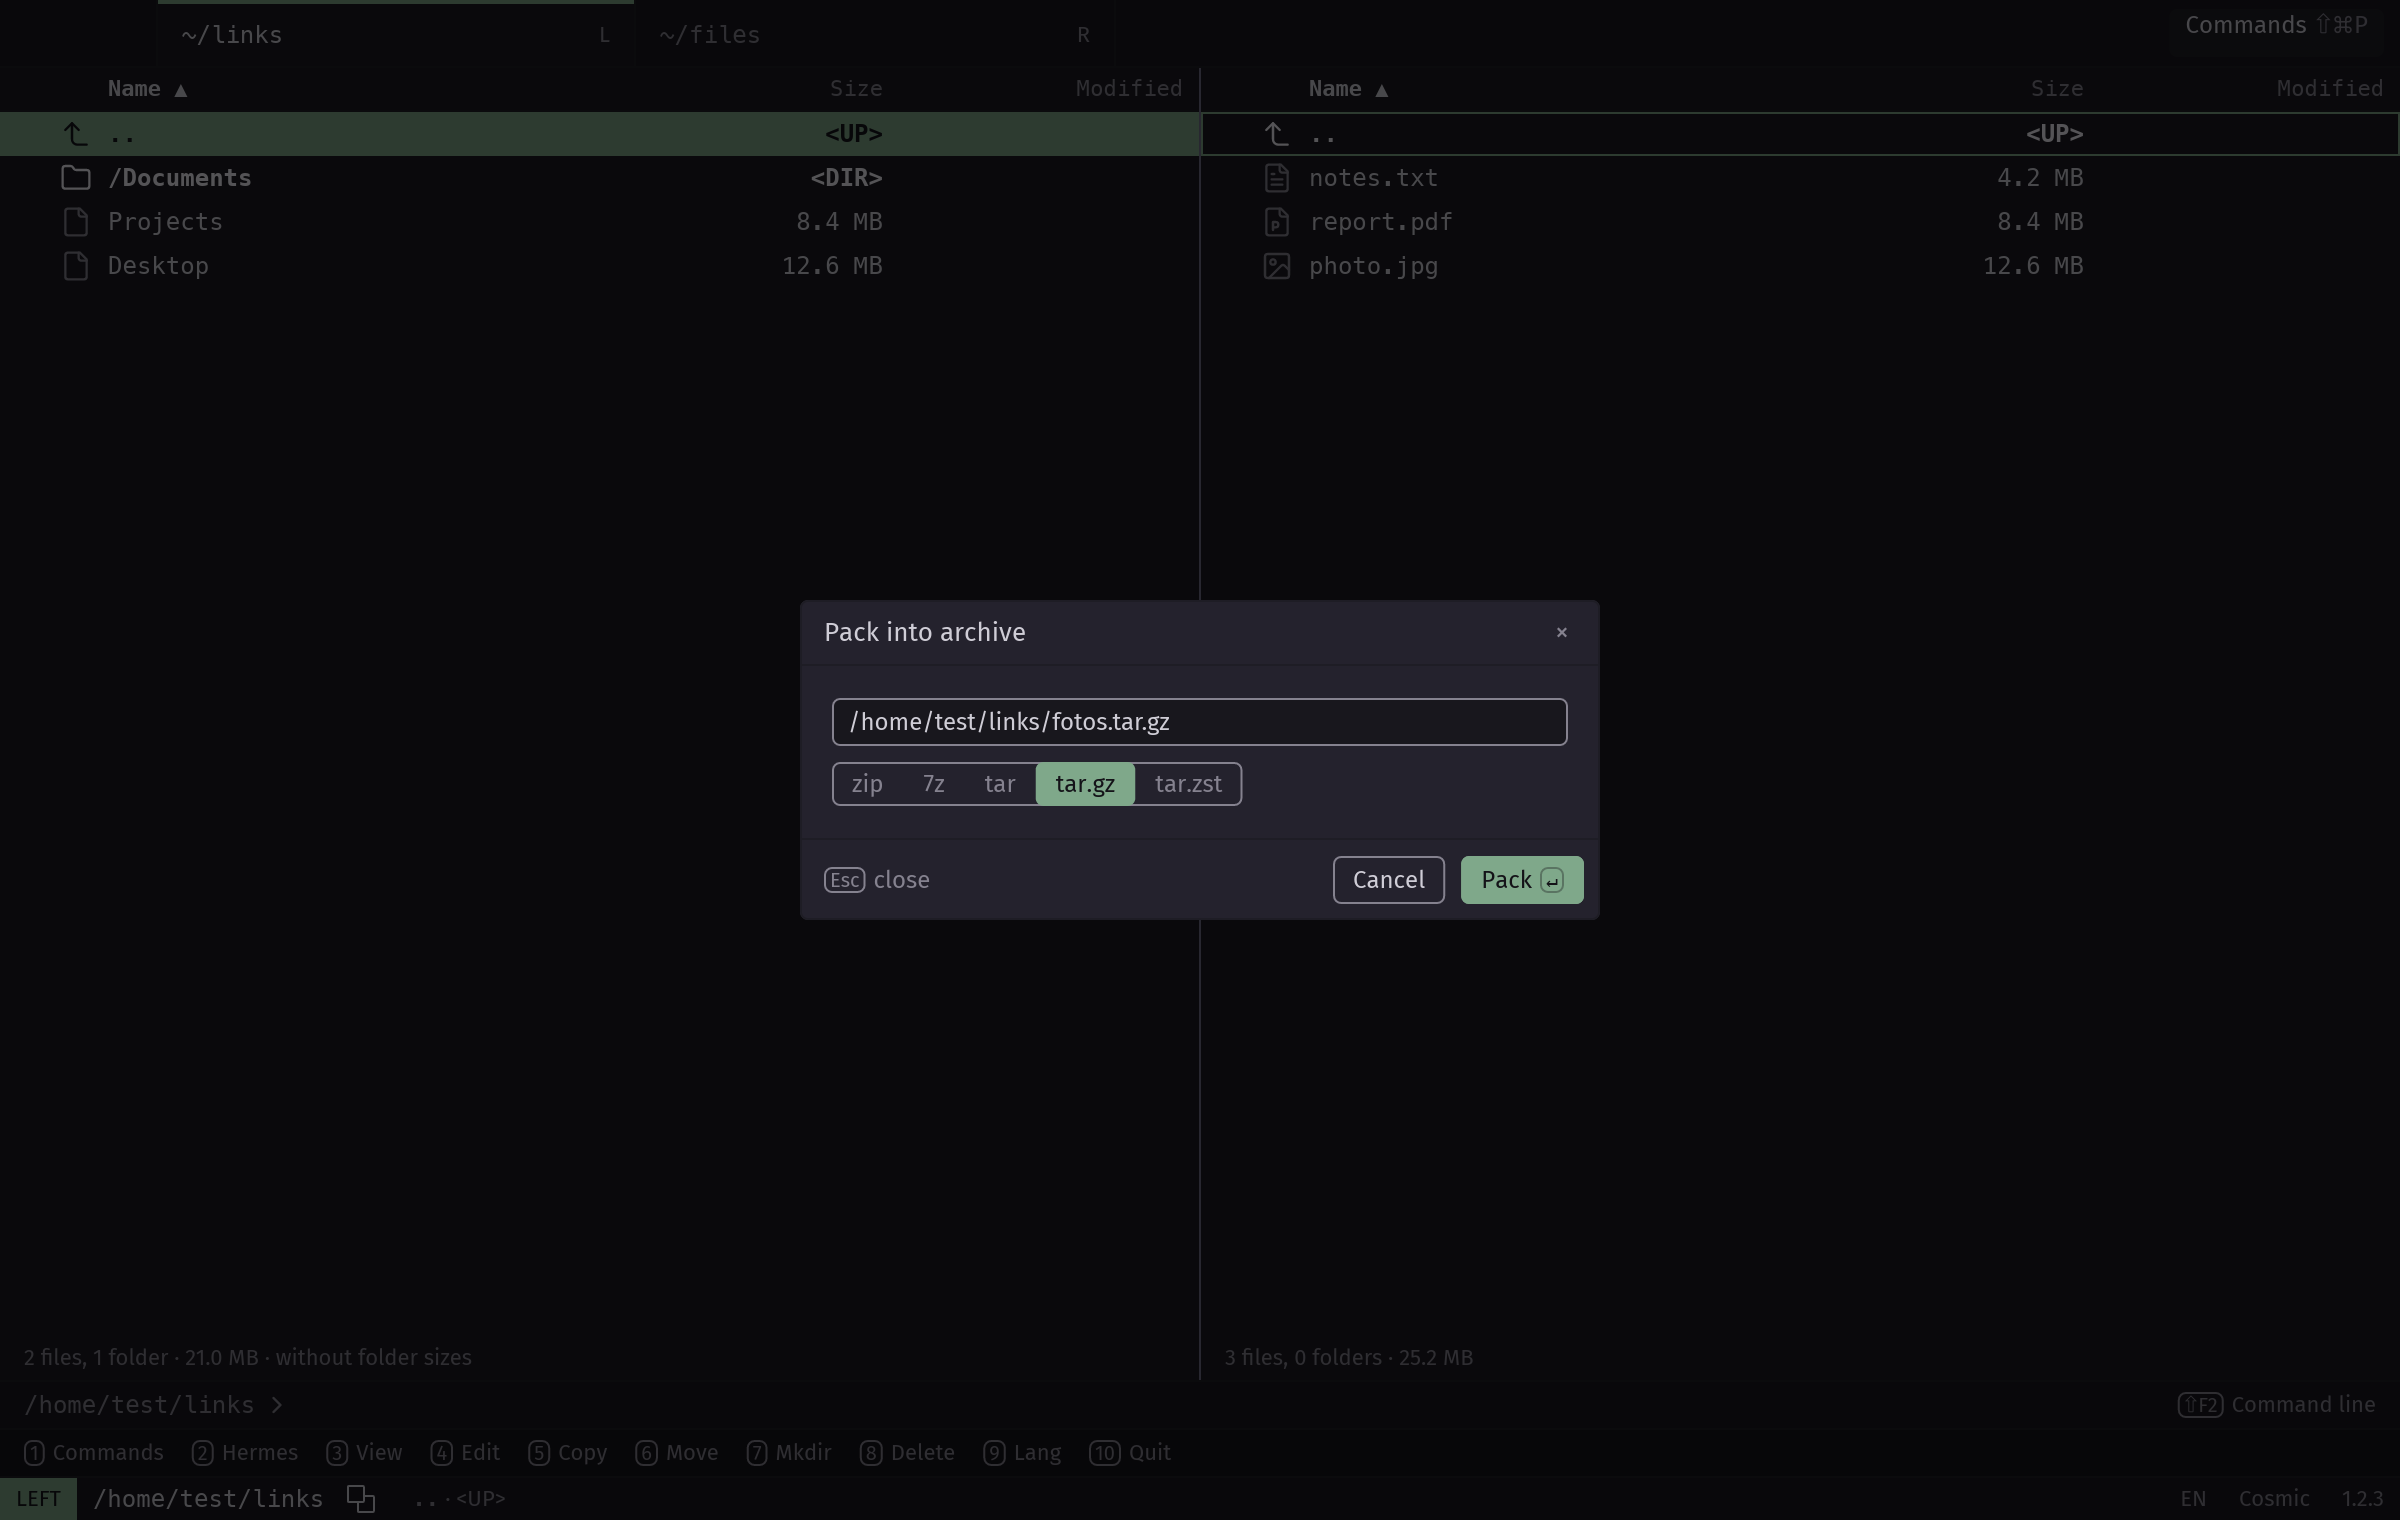 ~/links L ~/files R Commands ⇧⌘P
Name ▲ Size Modified Name ▲ Size Modified
.. <UP> .. <UP>
/Documents <DIR> notes.txt 4.2 MB
Projects 8.4 MB report.pdf 8.4 MB
Desktop 12.6 MB photo.jpg 12.6 MB
Pack into archive ×
/home/test/links/fotos.tar.gz
zip 7z tar tar.gz tar.zst
Esc close Cancel Pack ↵
2 files, 1 folder · 21.0 MB · without folder sizes 3 files, 0 folders · 25.2 MB
/home/test/links > ⇧F2 Command line
1 Commands 2 Hermes 3 View 4 Edit 5 Copy 6 Move 7 Mkdir 8 Delete 9 Lang 10 Quit
LEFT /home/test/links .. · <UP> EN Cosmic 1.2.3